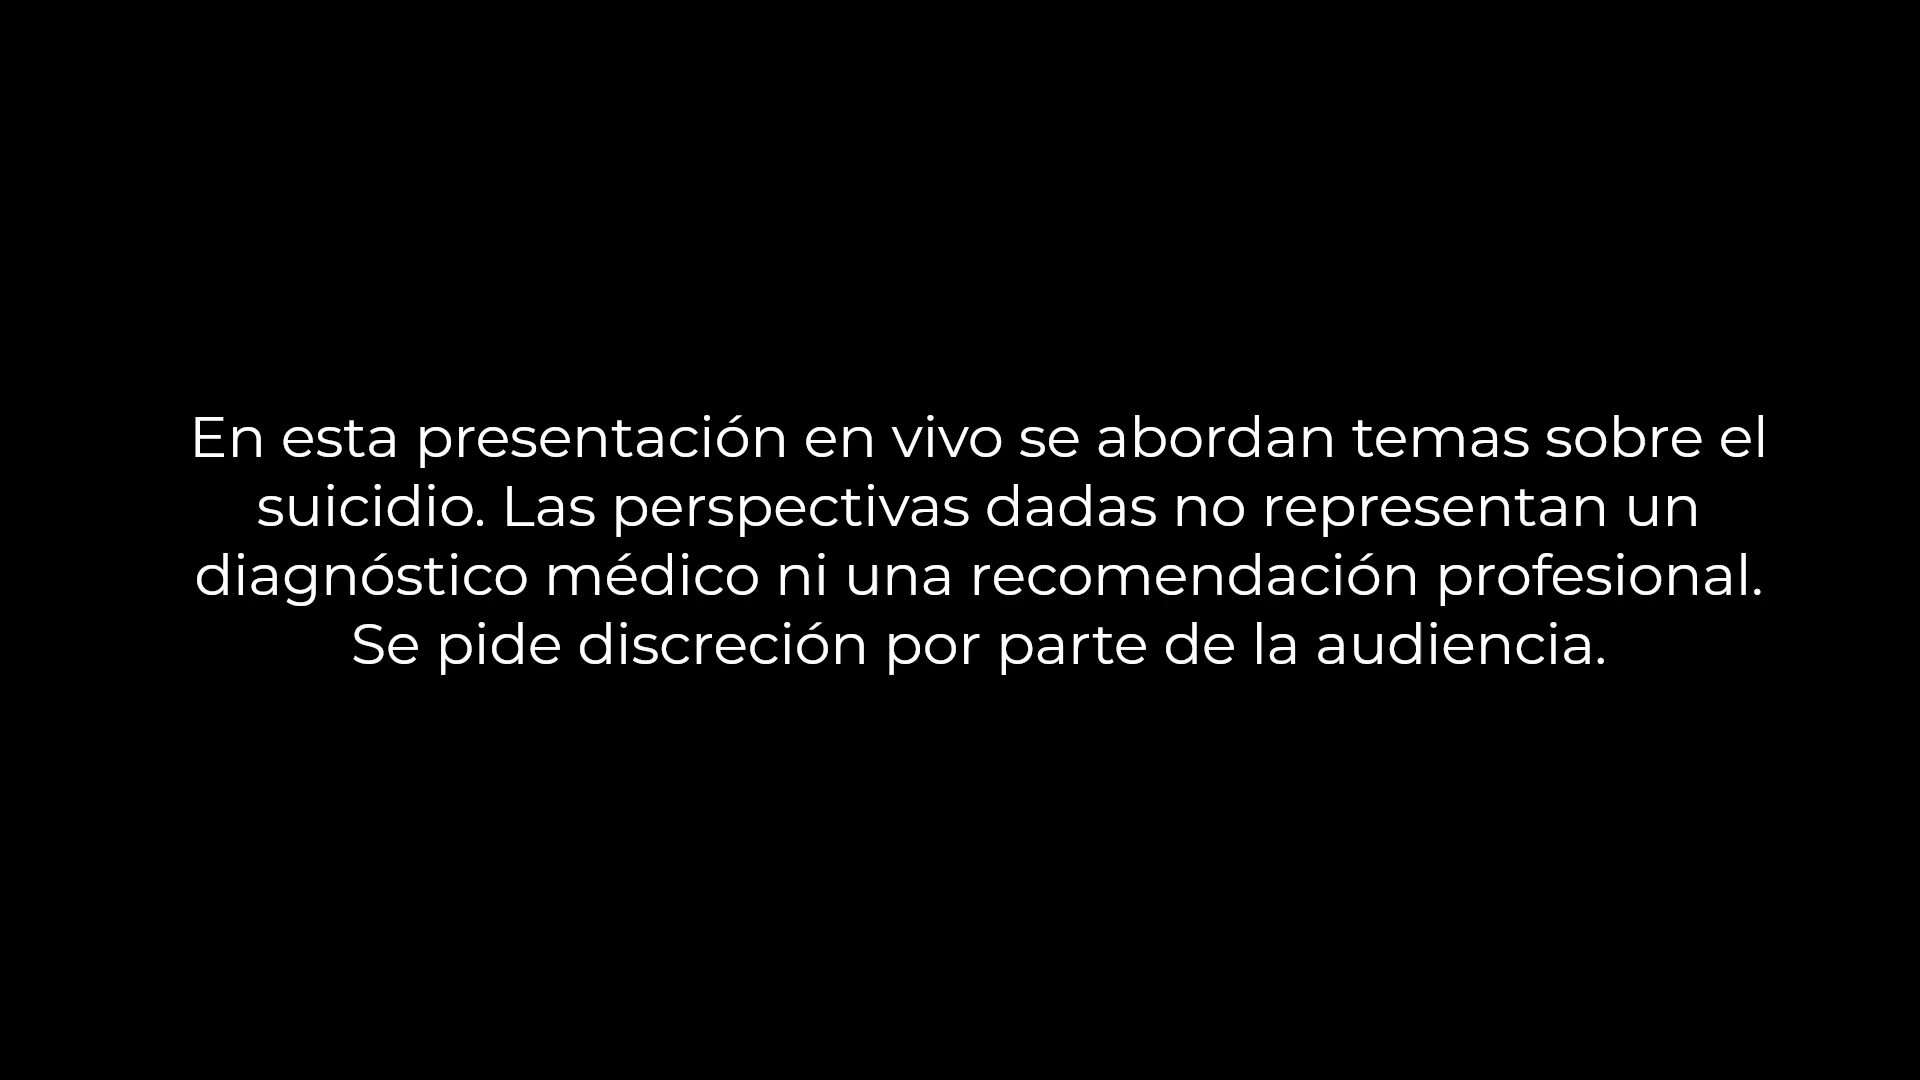 En esta presentación en vivo se abordan temas sobre el
suicidio. Las perspectivas dadas no representan un
diagnóstico médico ni una recomendación profesional.
Se pide discreción por parte de la audiencia.